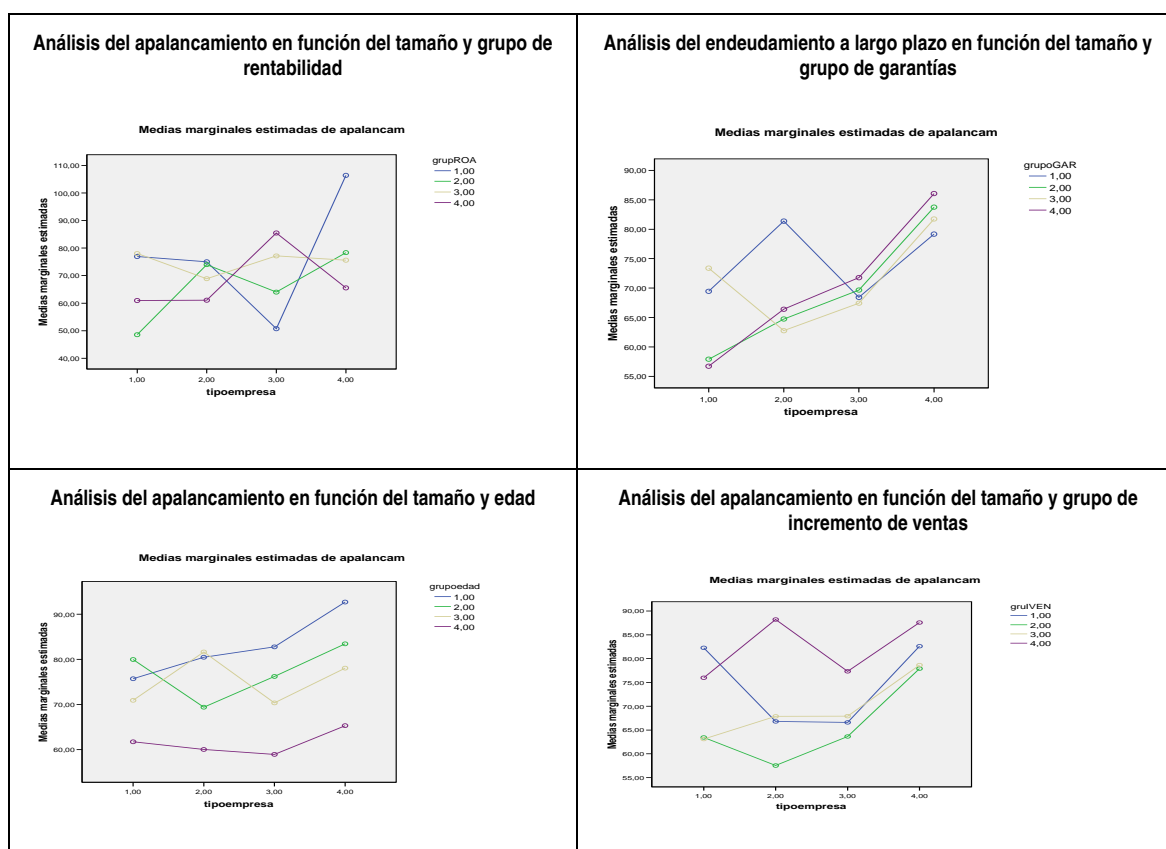 Análisis del apalancamiento en función del tamaño y grupo de
rentabilidad
Medias marginales estimadas de apalancam
Medias marginales estimadas
110,00
100,00
90,00
80,00
70,00
60,00
50,00
40,00
1,00
2,00
3,00
4,00
tipoempresa
grupROA
1,00
2,00
3,00
4,00
Análisis del endeudamiento a largo plazo en función del tamaño y
grupo de garantías
Medias marginales estimadas de apalancam
Medias marginales estimadas
90,00
85,00
80,00
75,00
70,00
65,00
60,00
55,00
1,00
2,00
3,00
4,00
tipoempresa
grupoGAR
1,00
2,00
3,00
4,00
Análisis del apalancamiento en función del tamaño y edad
Medias marginales estimadas de apalancam
Medias marginales estimadas
90,00
80,00
70,00
60,00
1,00
2,00
3,00
4,00
tipoempresa
grupoedad
1,00
2,00
3,00
4,00
Análisis del apalancamiento en función del tamaño y grupo de
incremento de ventas
Medias marginales estimadas de apalancam
Medias marginales estimadas
90,00
85,00
80,00
75,00
70,00
65,00
60,00
55,00
1,00
2,00
3,00
4,00
tipoempresa
gruIVEN
1,00
2,00
3,00
4,00